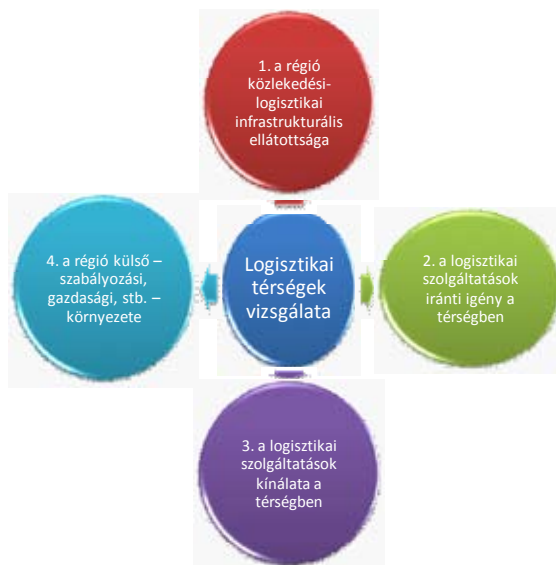 1. a régió
közlekedési-
logisztikai
infrastrukturális
ellátottsága
4. a régió külső –
szabályozási,
gazdasági, stb. –
környezete
Logisztikai
térségek
vizsgálata
2. a logisztikai
szolgáltatások
iránti igény a
térségben
3. a logisztikai
szolgáltatások
kínálata a
térségben